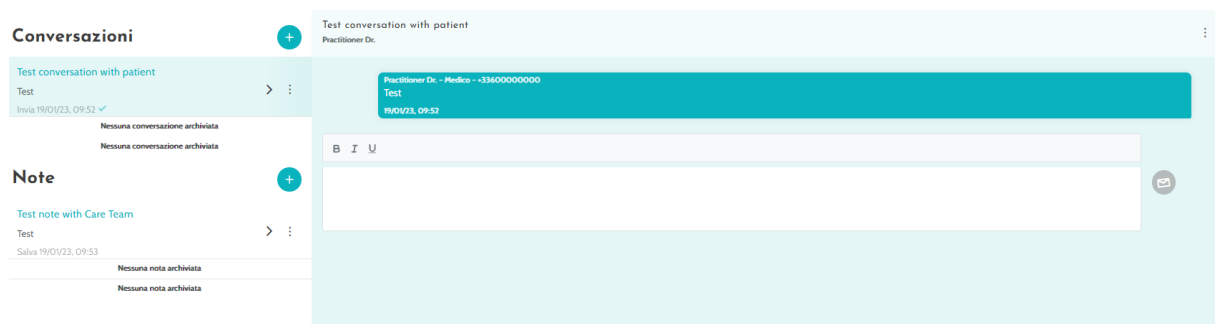 Conversazioni
+
Test conversation with patient
Test
Invia 19/01/23, 09:52
Nessuna conversazione archiviata
Nessuna conversazione archiviata
Note
+
Test note with Care Team
Test
Salva 19/01/23, 09:53
Nessuna nota archiviata
Nessuna nota archiviata
Test conversation with patient
Practitioner Dr.
Practitioner Dr. - Medico - +33600000000
Test
19/01/23, 09:52
B I U